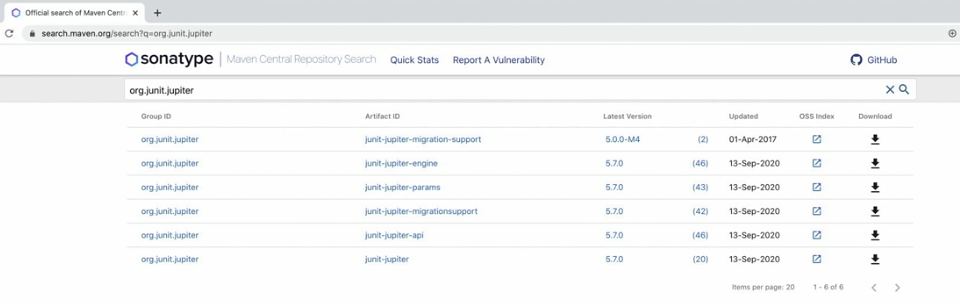 Official search of Maven Centr
search.maven.org/search?q=org.junit.jupiter
sonatype Maven Central Repository Search Quick Stats Report A Vulnerability GitHub
org.junit.jupiter
Group ID Artifact ID Latest Version Updated OSS Index Download
org.junit.jupiter junit-jupiter-migration-support 5.0.0-M4 (2) 01-Apr-2017
org.junit.jupiter junit-jupiter-engine 5.7.0 (46) 13-Sep-2020
org.junit.jupiter junit-jupiter-params 5.7.0 (43) 13-Sep-2020
org.junit.jupiter junit-jupiter-migrationsupport 5.7.0 (42) 13-Sep-2020
org.junit.jupiter junit-jupiter-api 5.7.0 (46) 13-Sep-2020
org.junit.jupiter junit-jupiter 5.7.0 (20) 13-Sep-2020
Items per page: 20 1 - 6 of 6